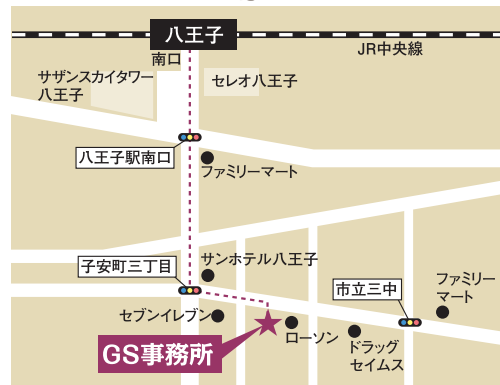 八王子
JR中央線
南口
サザンスカイタワー
八王子
セレオ八王子
八王子駅南口
ファミリーマート
サンホテル八王子
子安町三丁目
市立三中
ファミリー
マート
セブンイレブン
ローソン
ドラッグ
セイムス
GS事務所